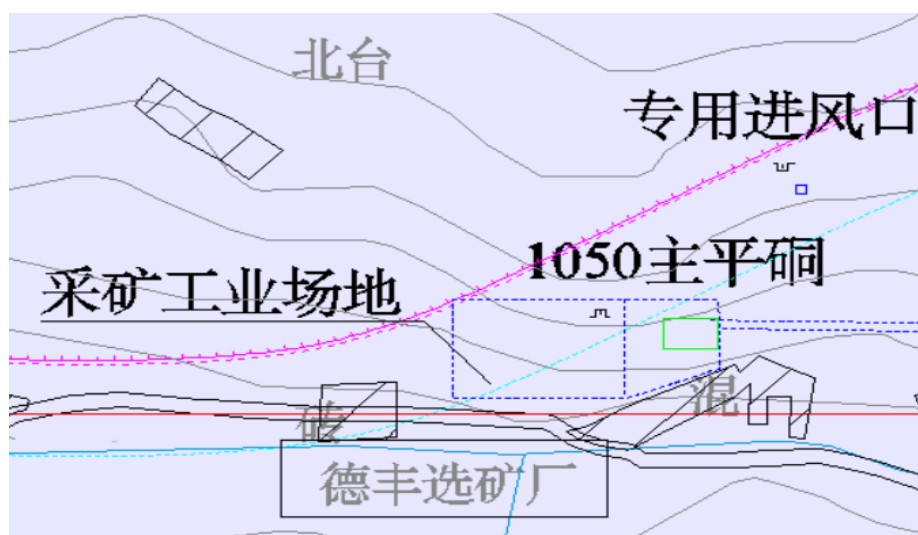 北台
专用进风口
1050主平硐
采矿工业场地
砖
混
德丰选矿厂